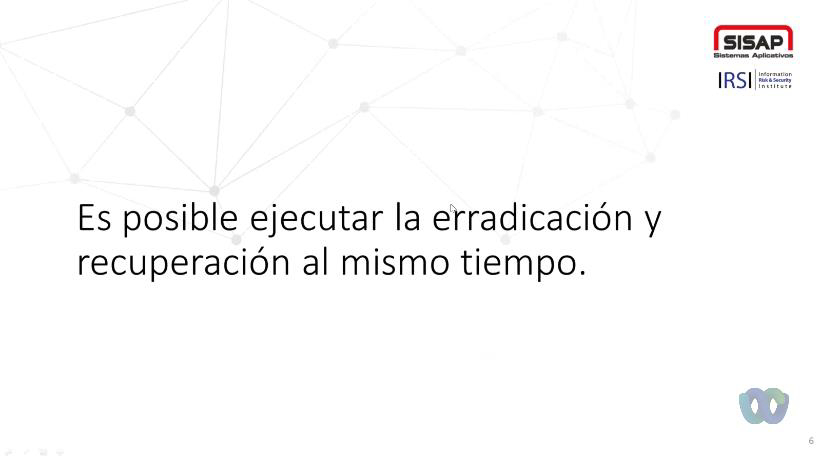 SISAP
Sistemas Aplicativos
IRSI Information
Risk & Security
Institute
Es posible ejecutar la erradicación y
recuperación al mismo tiempo.
6